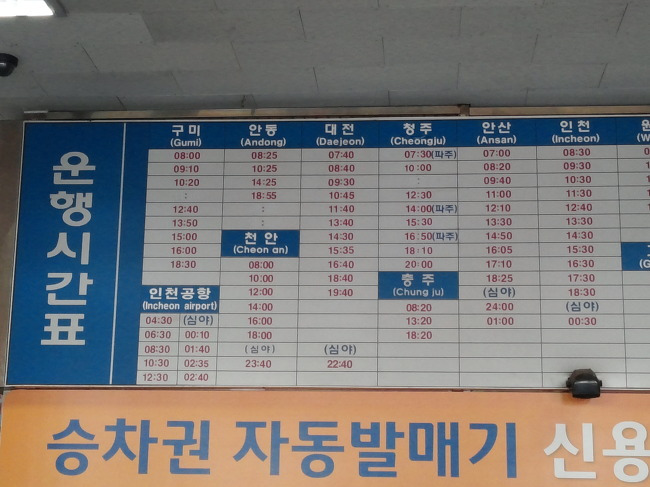 운행시간표
구미 안동 대전 청주 안산 인천 원
(Gumi) (Andong) (Daejeon) (Cheongju) (Ansan) (Incheon)
08:00 08:25 07:40 07:30(파주) 07:00 08:30
09:10 10:25 08:40 10:00 08:20 09:30
10:20 14:25 09:30 : 09:40 10:30
: 18:55 10:45 12:30 11:00 11:30
12:40 : 11:40 14:00(파주) 12:10 12:40
13:50 : 13:40 15:30 13:30 13:30
15:00 천안 14:30 16:50(파주) 14:50 14:30
16:00 (Cheon an) 15:35 18:10 16:05 15:30
18:30 08:00 16:40 20:00 17:10 16:30
10:00 18:40 충주 18:25 17:30
인천공항 12:00 19:40 (Chung ju) (심야) 18:30
(Incheon airport) 14:00 08:20 24:00 (심야)
04:30 (심야) 16:00 13:20 01:00 00:30
06:30 00:10 18:00 18:20
08:30 01:40 (심야) (심야)
10:30 02:35 23:40 22:40
12:30 02:40
승차권 자동발매기 신용